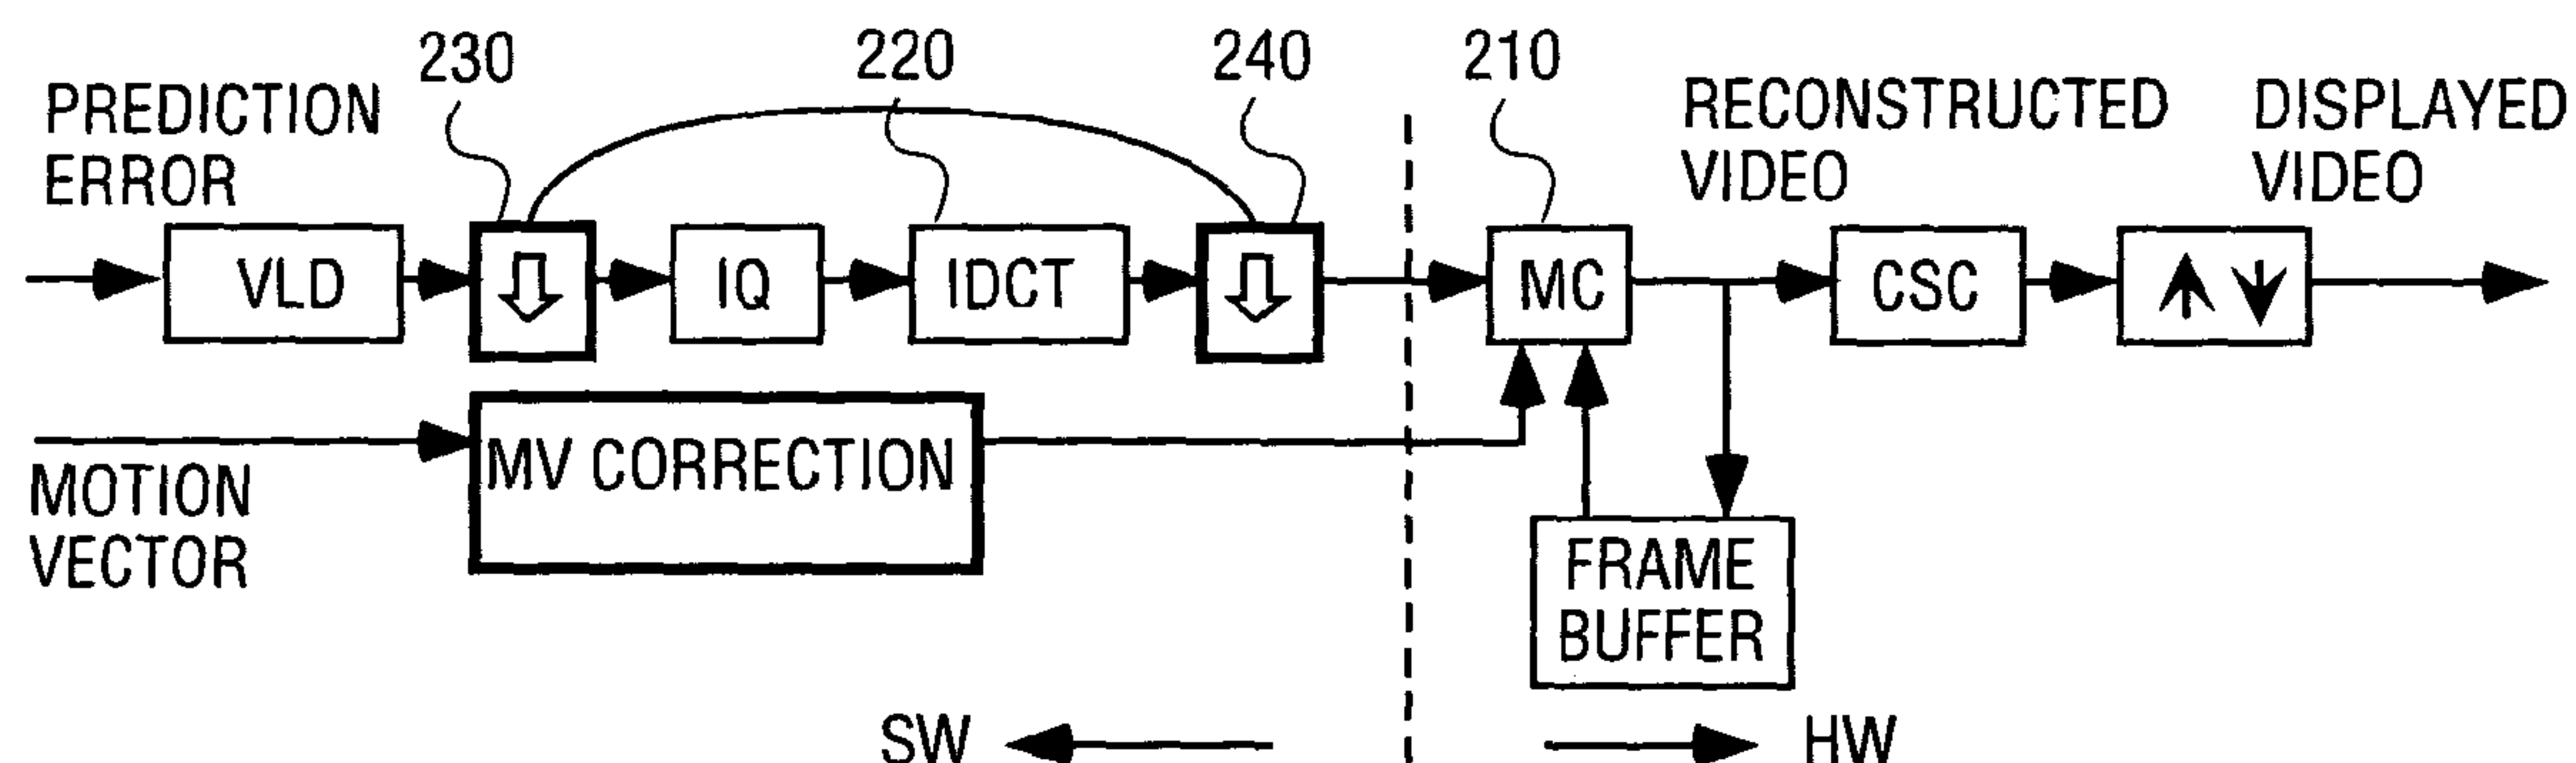 230
220
240
210
PREDICTION
ERROR
RECONSTRUCTED
VIDEO
DISPLAYED
VIDEO
VLD
IQ
IDCT
MC
CSC
MV CORRECTION
MOTION
VECTOR
FRAME
BUFFER
SW
HW